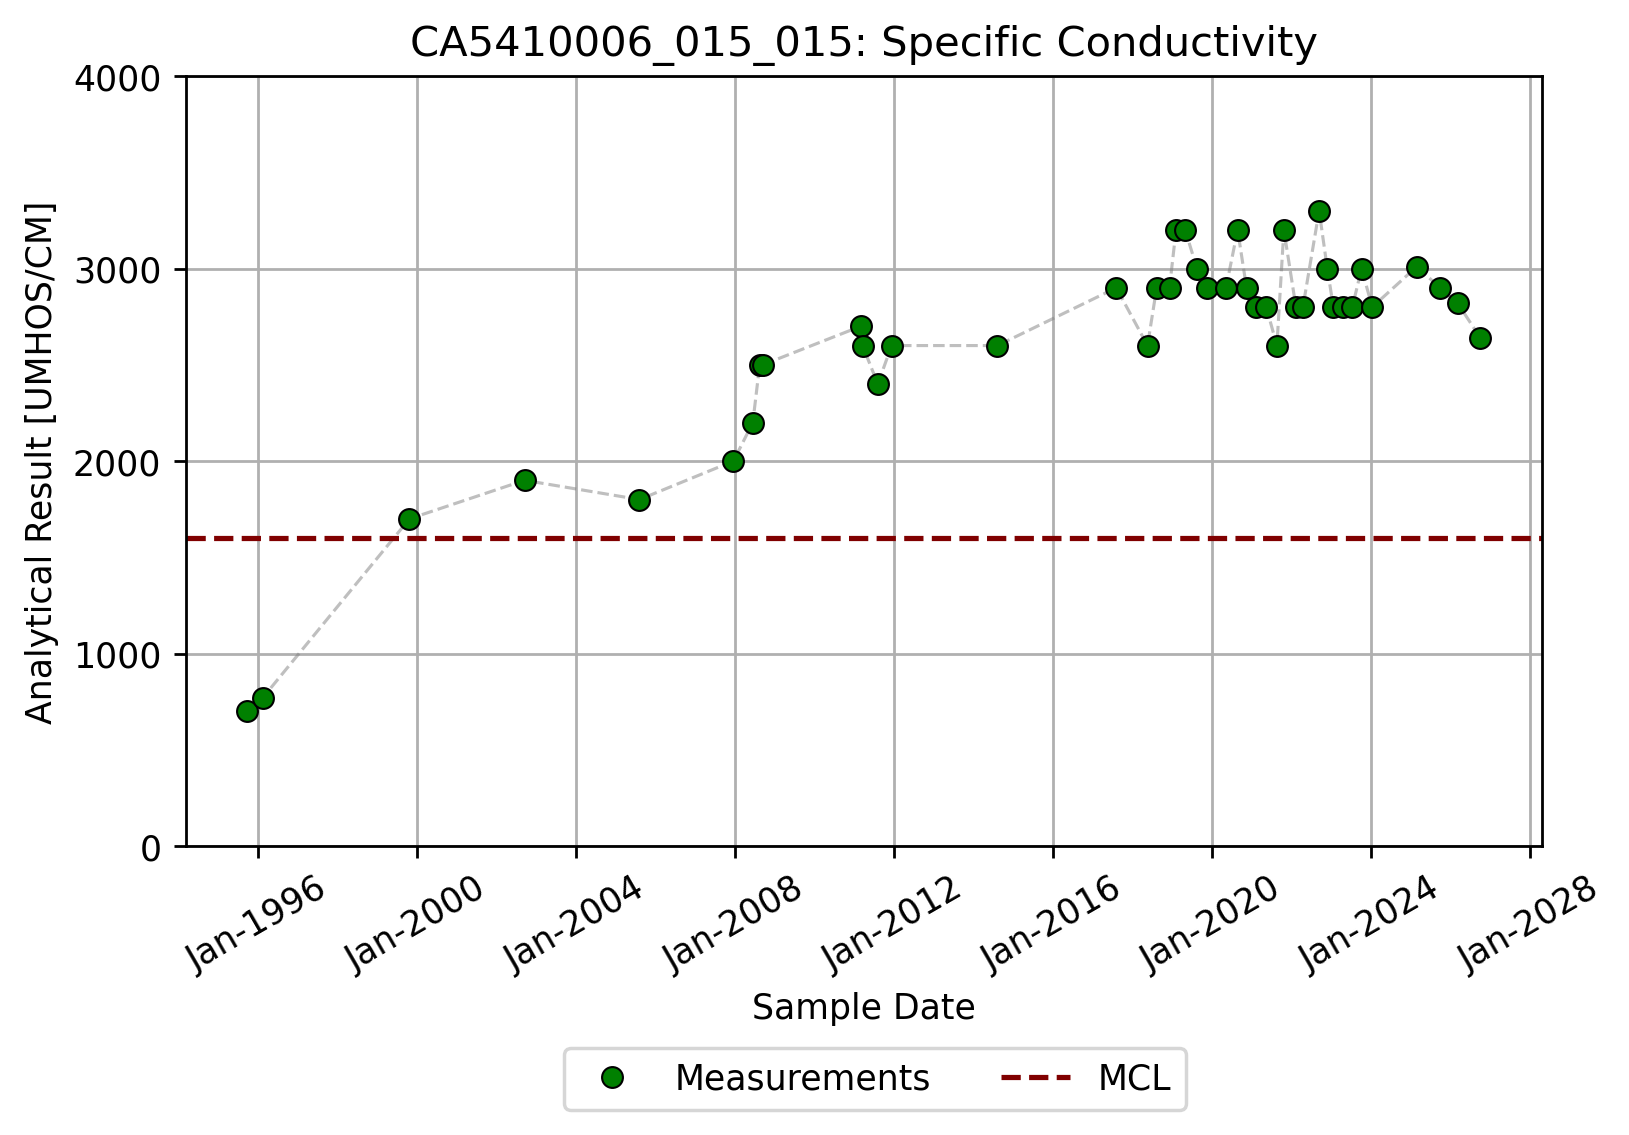 CA5410006_015_015: Specific Conductivity
Analytical Result [UMHOS/CM]
4000
3000
2000
1000
0
Jan-1996
Jan-2000
Jan-2004
Jan-2008
Jan-2012
Jan-2016
Jan-2020
Jan-2024
Jan-2028
Sample Date
Measurements
MCL